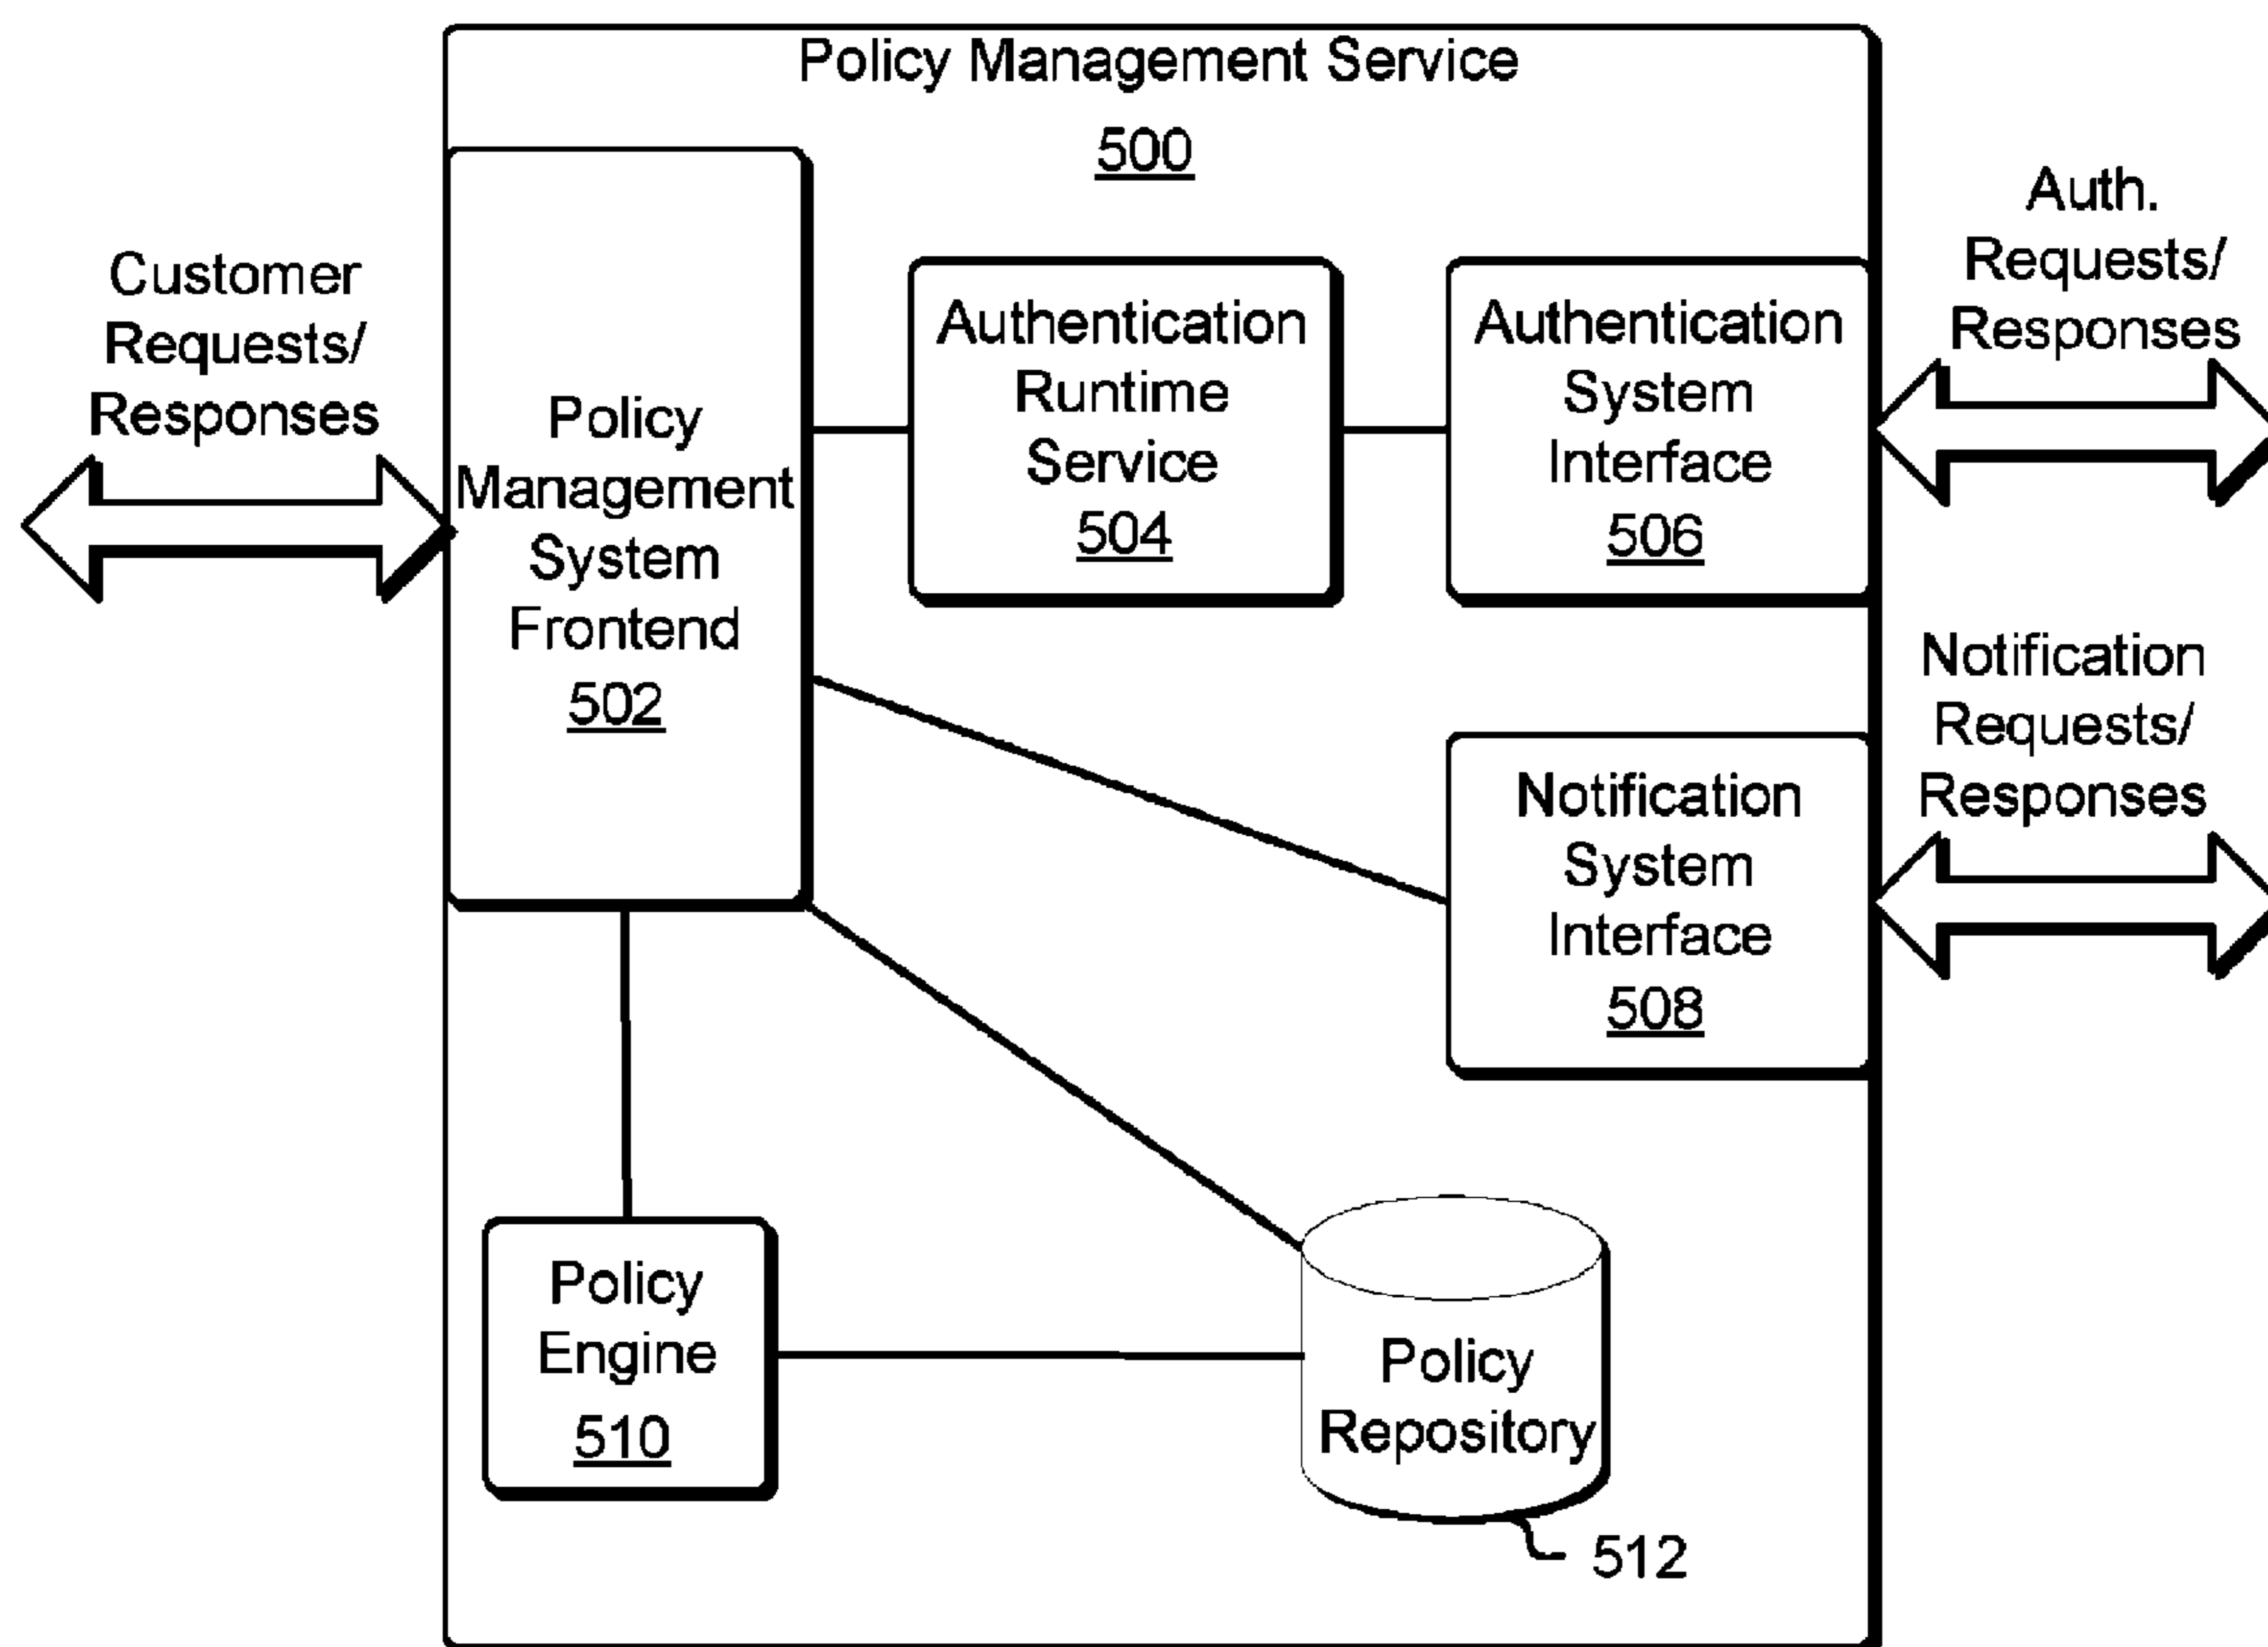 Policy Management Service
500
Customer
Requests/
Responses
Policy
Management
System
Frontend
502
Authentication
Runtime
Service
504
Authentication
System
Interface
506
Auth.
Requests/
Responses
Notification
System
Interface
508
Notification
Requests/
Responses
Policy
Engine
510
Policy
Repository
512